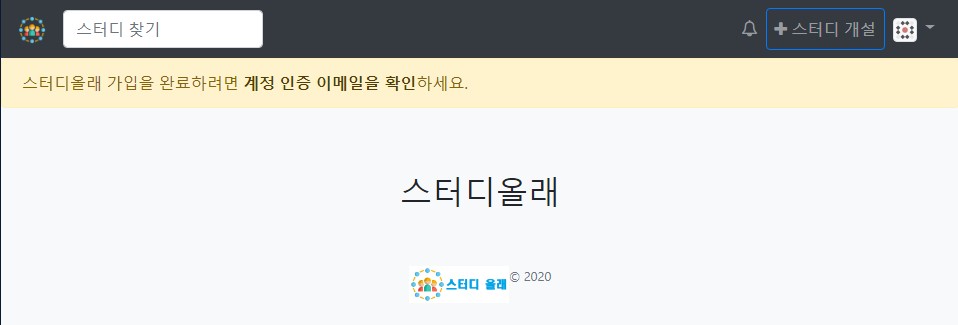 스터디 찾기
스터디 개설
스터디올래 가입을 완료하려면 계정 인증 이메일을 확인하세요.
스터디올래
스터디 올래 © 2020